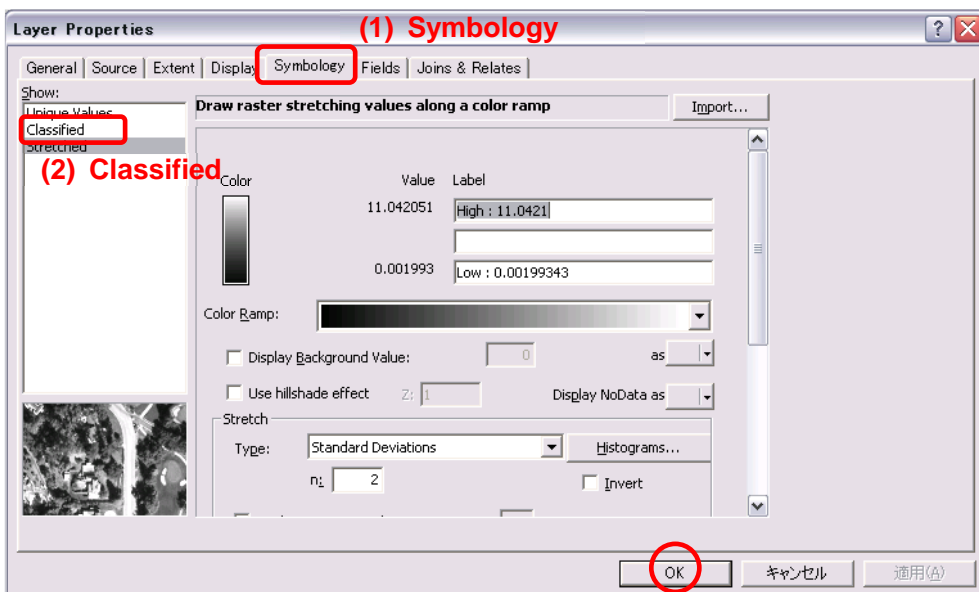 (1) Symbology
Layer Properties
General Source Extent Display Symbology Fields Joins & Relates
Show:
Unique Values
Classified
Stretched
(2) Classified
Draw raster stretching values along a color ramp
Import...
Color Value Label
11.042051 High : 11.0421
0.001993 Low : 0.00199343
Color Ramp:
Display Background Value: 0 as
Use hillshade effect Z: 1 Display NoData as
Stretch
Type: Standard Deviations Histograms...
n: 2 Invert
OK キャンセル 適用(A)